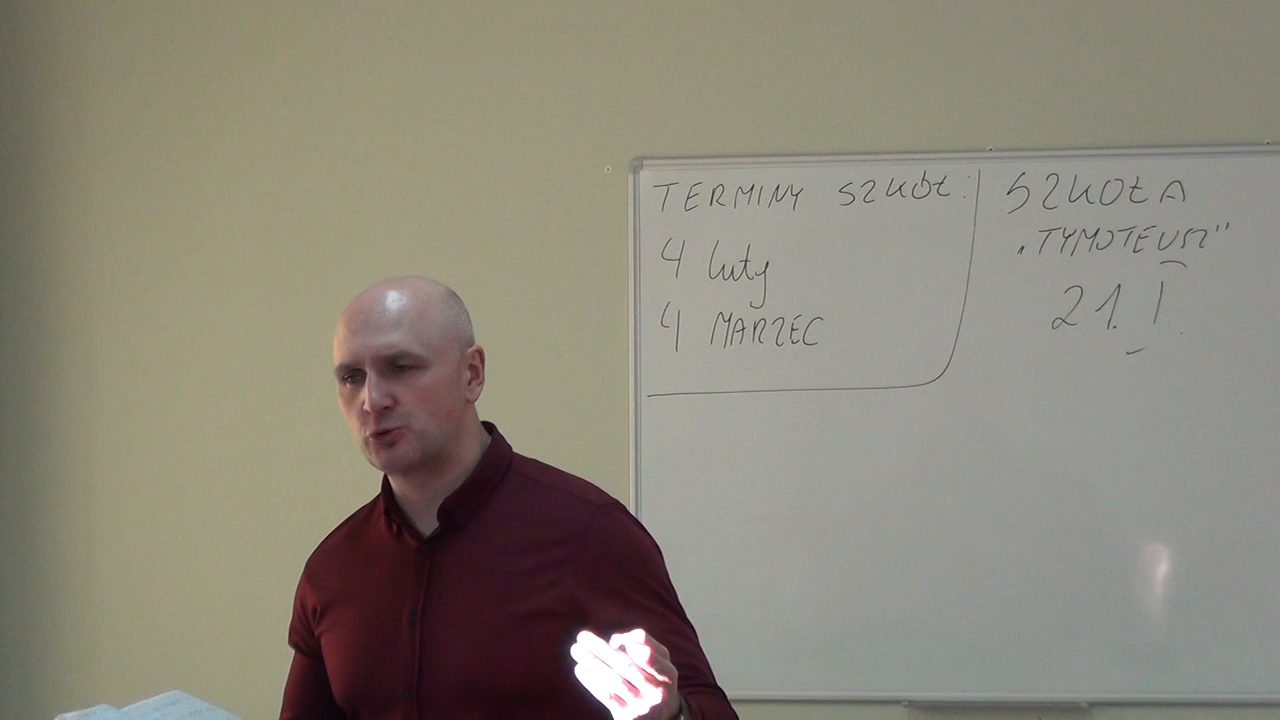 TERMINY SZKÓŁ:
4 luty
4 MARZEC
SZKOŁA
„TYMOTEUSZ”
21. I